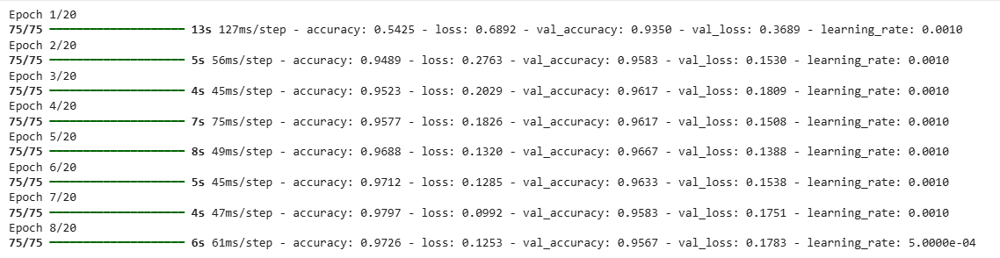 Epoch 1/20
75/75 ━━━━━━━━━━━━━━━━━━━━ 13s 127ms/step - accuracy: 0.5425 - loss: 0.6892 - val_accuracy: 0.9350 - val_loss: 0.3689 - learning_rate: 0.0010
Epoch 2/20
75/75 ━━━━━━━━━━━━━━━━━━━━ 5s 56ms/step - accuracy: 0.9489 - loss: 0.2763 - val_accuracy: 0.9583 - val_loss: 0.1530 - learning_rate: 0.0010
Epoch 3/20
75/75 ━━━━━━━━━━━━━━━━━━━━ 4s 45ms/step - accuracy: 0.9523 - loss: 0.2029 - val_accuracy: 0.9617 - val_loss: 0.1809 - learning_rate: 0.0010
Epoch 4/20
75/75 ━━━━━━━━━━━━━━━━━━━━ 7s 75ms/step - accuracy: 0.9577 - loss: 0.1826 - val_accuracy: 0.9617 - val_loss: 0.1508 - learning_rate: 0.0010
Epoch 5/20
75/75 ━━━━━━━━━━━━━━━━━━━━ 8s 49ms/step - accuracy: 0.9688 - loss: 0.1320 - val_accuracy: 0.9667 - val_loss: 0.1388 - learning_rate: 0.0010
Epoch 6/20
75/75 ━━━━━━━━━━━━━━━━━━━━ 5s 45ms/step - accuracy: 0.9712 - loss: 0.1285 - val_accuracy: 0.9633 - val_loss: 0.1538 - learning_rate: 0.0010
Epoch 7/20
75/75 ━━━━━━━━━━━━━━━━━━━━ 4s 47ms/step - accuracy: 0.9797 - loss: 0.0992 - val_accuracy: 0.9583 - val_loss: 0.1751 - learning_rate: 0.0010
Epoch 8/20
75/75 ━━━━━━━━━━━━━━━━━━━━ 6s 61ms/step - accuracy: 0.9726 - loss: 0.1253 - val_accuracy: 0.9567 - val_loss: 0.1783 - learning_rate: 5.0000e-04